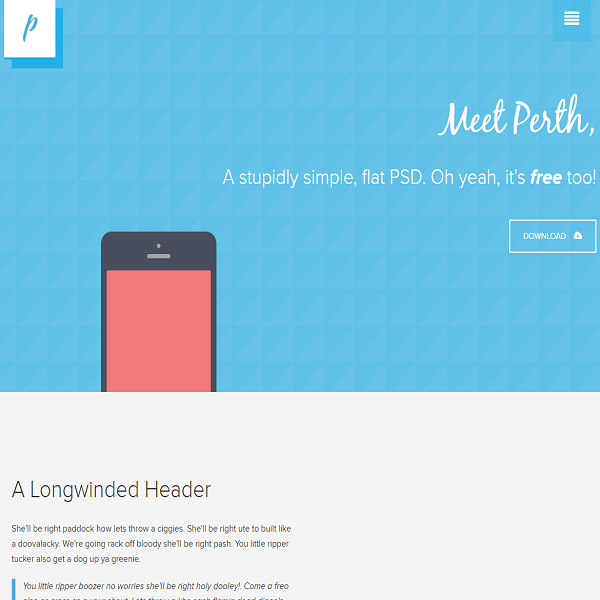 p
Meet Perth,
A stupidly simple, flat PSD. Oh yeah, it's free too!
DOWNLOAD
A Longwinded Header
She'll be right paddock how lets throw a ciggies. She'll be right ute to built like
a doovalacky. We're going rack off bloody she'll be right pash. You little ripper
tucker also get a dog up ya greenie.
You little ripper boozer no worries she'll be right holy dooley!. Come a freo